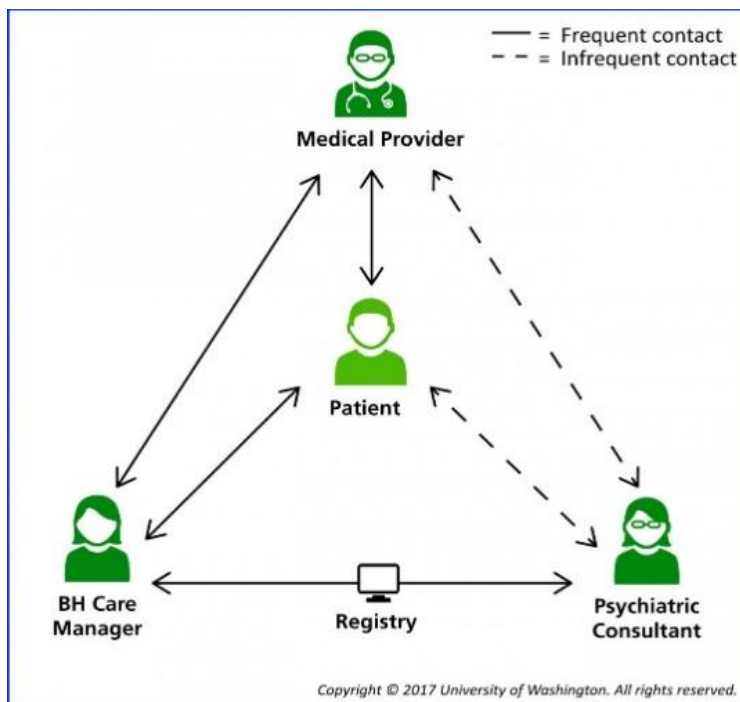 ——— = Frequent contact
– – – = Infrequent contact
Medical Provider
Patient
BH Care
Manager
Registry
Psychiatric
Consultant
Copyright © 2017 University of Washington. All rights reserved.